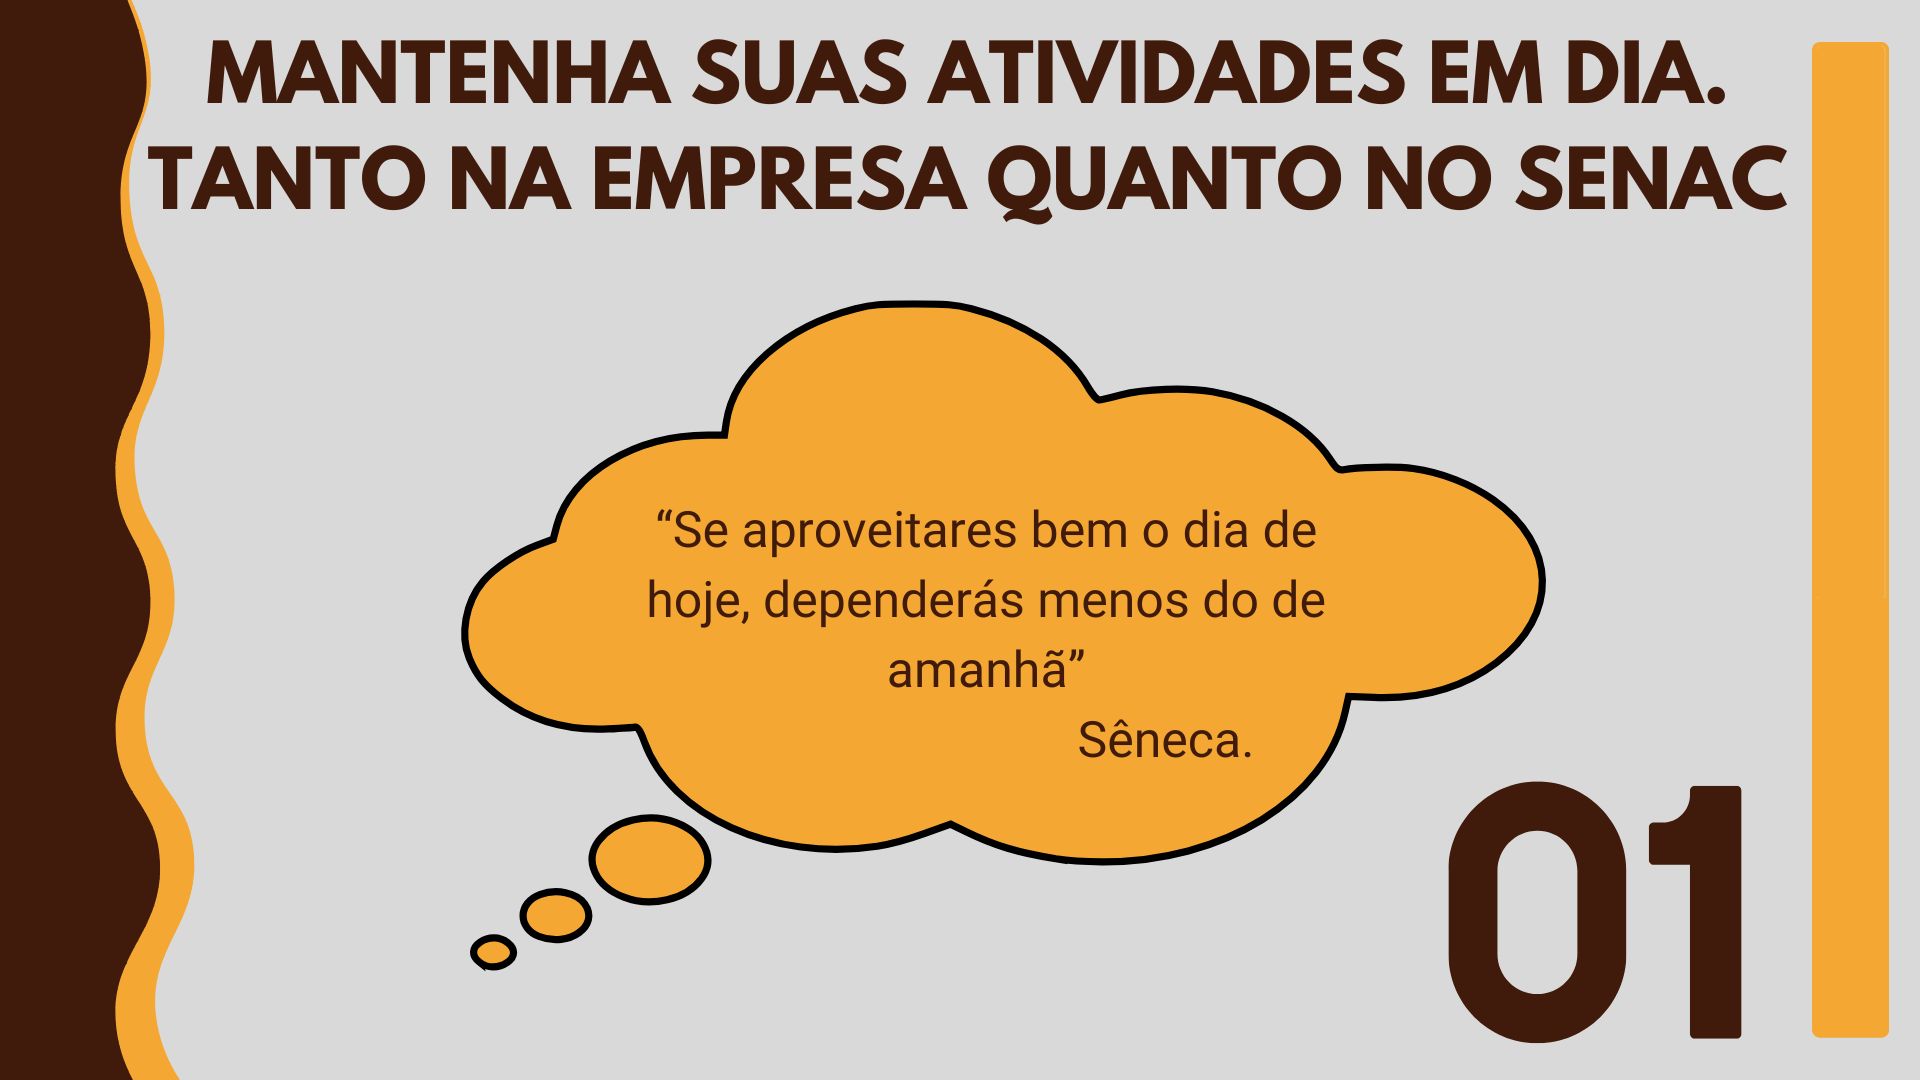 MANTENHA SUAS ATIVIDADES EM DIA.
TANTO NA EMPRESA QUANTO NO SENAC
“Se aproveitares bem o dia de
hoje, dependerás menos do de
amanhã”
Sêneca.
01